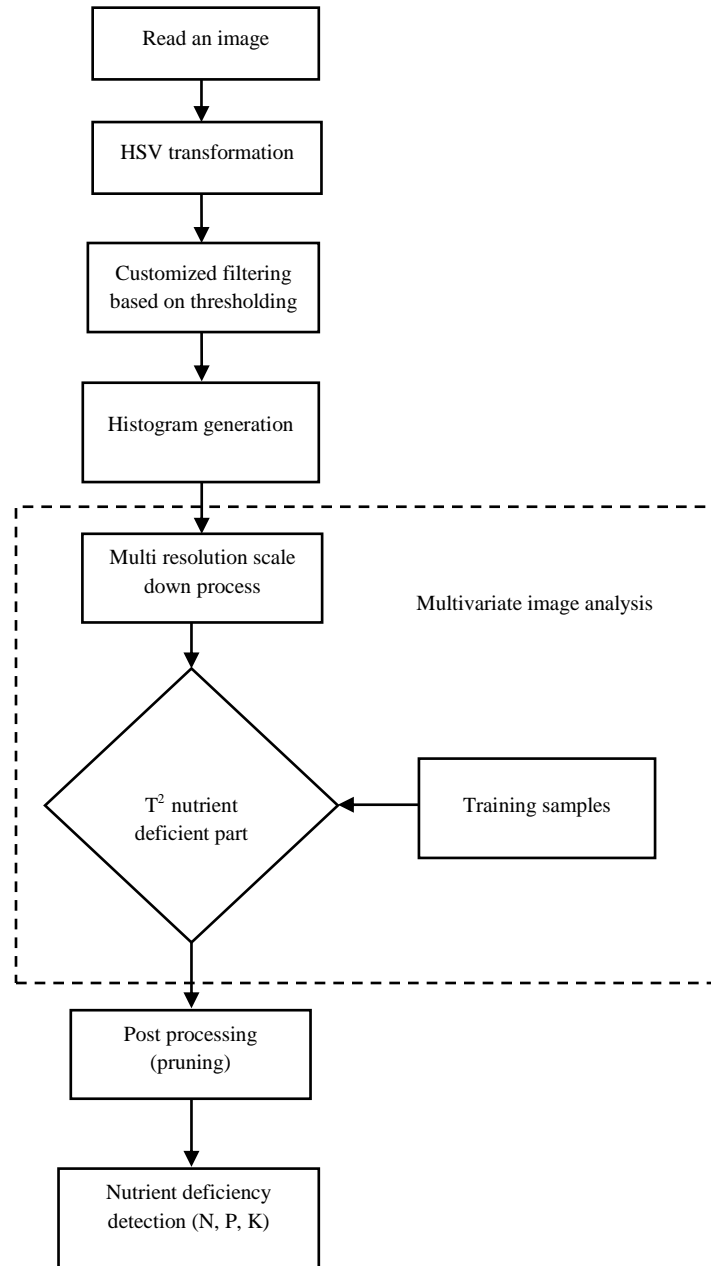 Read an image
HSV transformation
Customized filtering
based on thresholding
Histogram generation
Multi resolution scale
down process
Multivariate image analysis
T² nutrient
deficient part
Training samples
Post processing
(pruning)
Nutrient deficiency
detection (N, P, K)